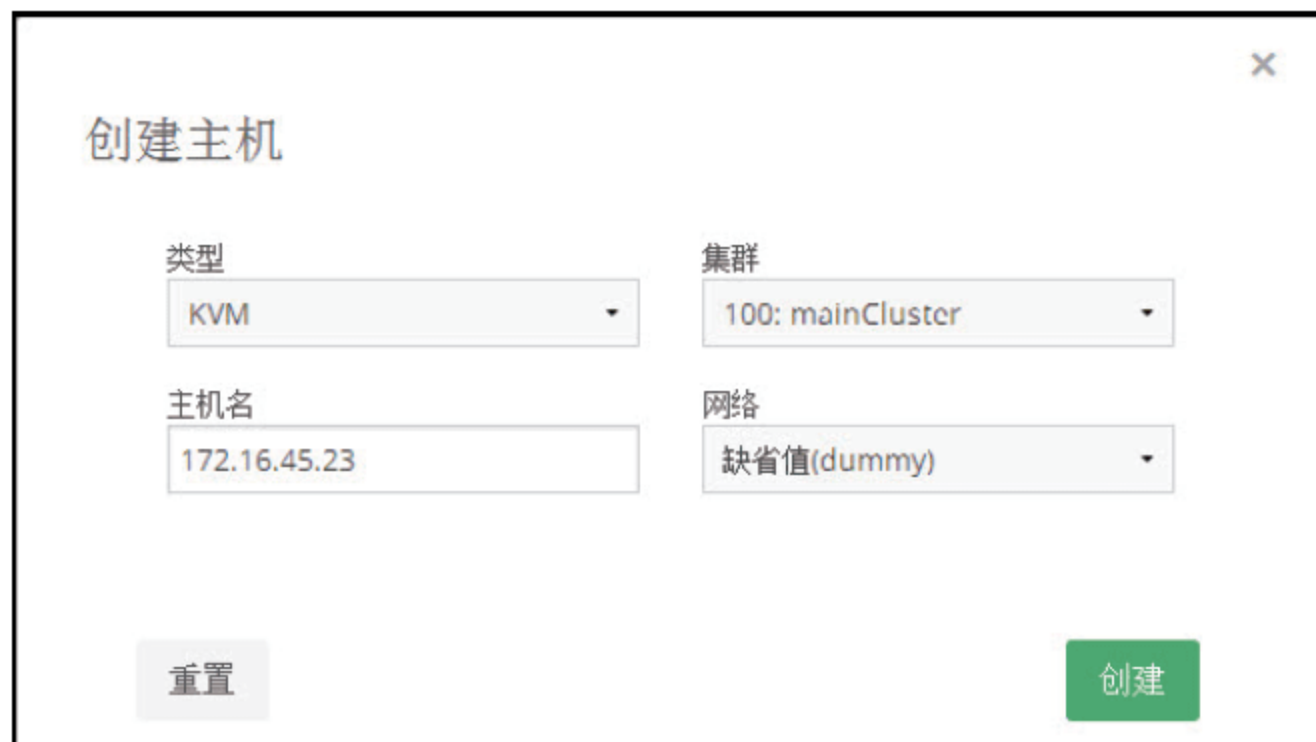 ×
创建主机
类型
集群
KVM
100: mainCluster
主机名
网络
172.16.45.23
缺省值(dummy)
重置
创建